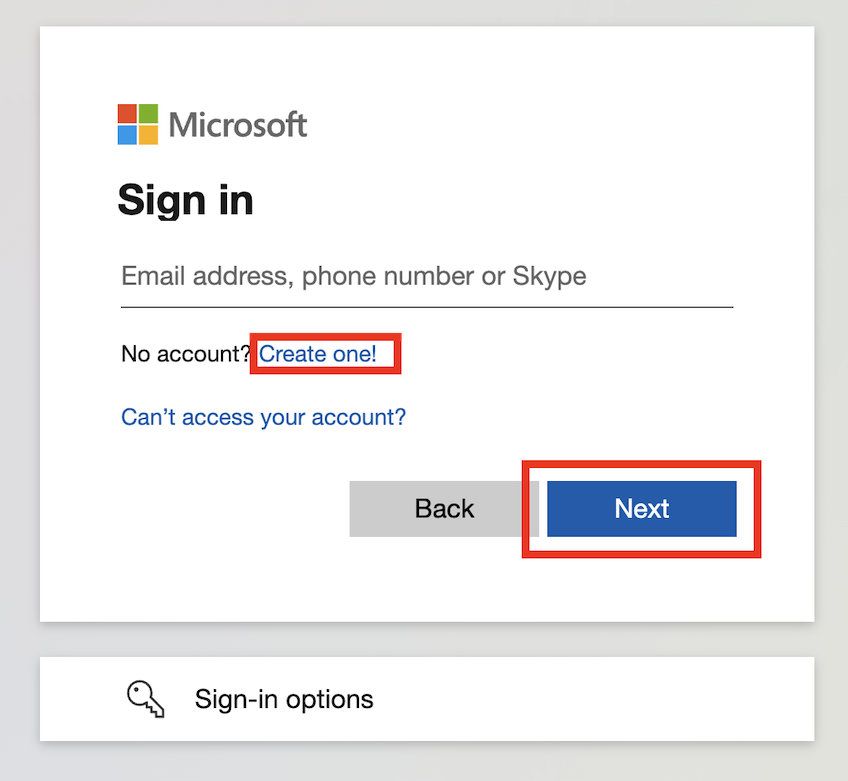 Microsoft
Sign in
Email address, phone number or Skype
No account? Create one!
Can’t access your account?
Back Next
Sign-in options